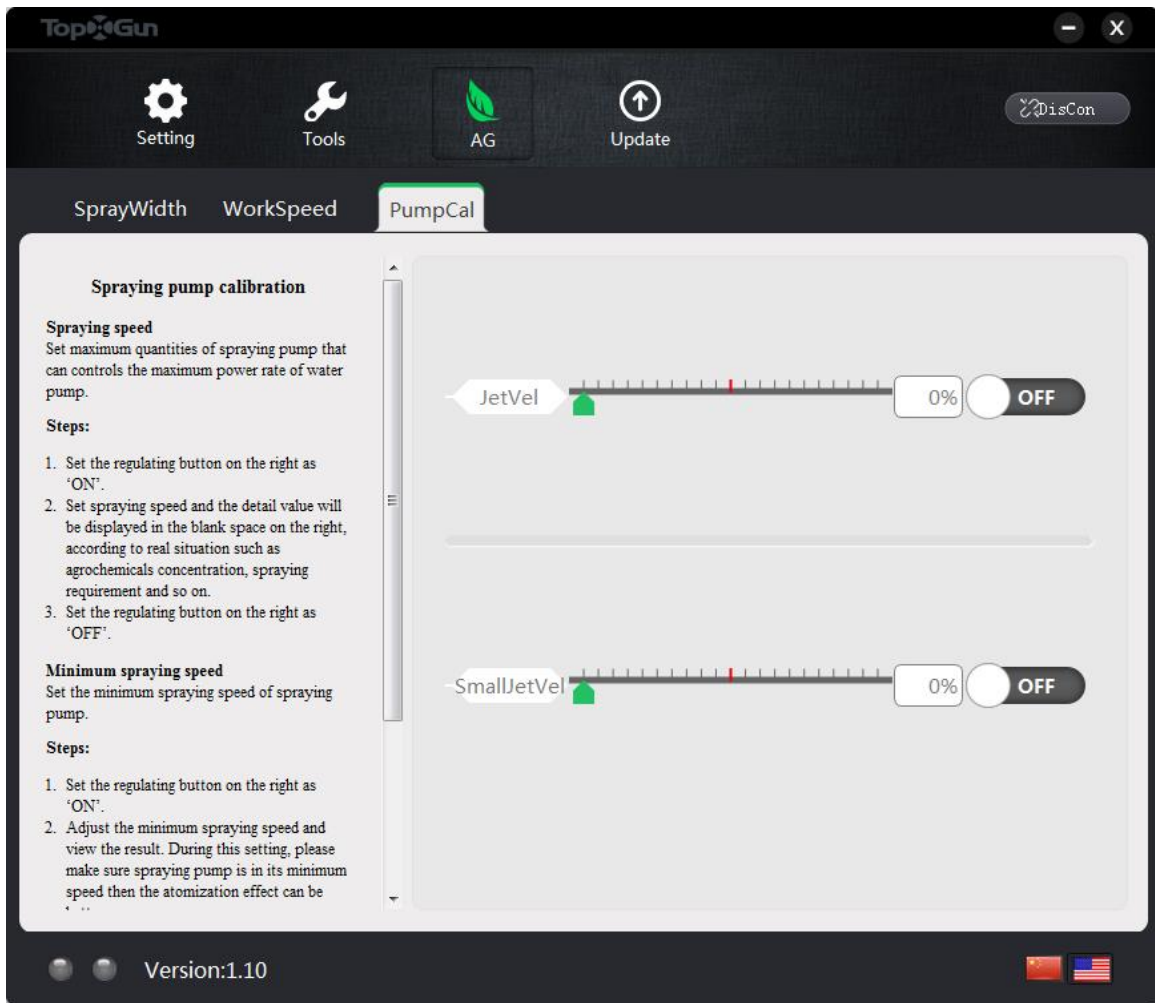 TopXGun
Setting
Tools
AG
Update
DisCon
SprayWidth
WorkSpeed
PumpCal
Spraying pump calibration
Spraying speed
Set maximum quantities of spraying pump that
can controls the maximum power rate of water
pump.
Steps:
1. Set the regulating button on the right as
‘ON’.
2. Set spraying speed and the detail value will
be displayed in the blank space on the right,
according to real situation such as
agrochemicals concentration, spraying
requirement and so on.
3. Set the regulating button on the right as
‘OFF’.
Minimum spraying speed
Set the minimum spraying speed of spraying
pump.
Steps:
1. Set the regulating button on the right as
‘ON’.
2. Adjust the minimum spraying speed and
view the result. During this setting, please
make sure spraying pump is in its minimum
speed then the atomization effect can be
JetVel
0%
OFF
SmallJetVel
0%
OFF
Version:1.10